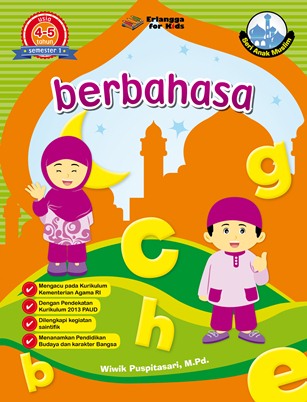 usia
4-5
tahun
semester 1
Erlangga
for Kids
Seri Anak Muslim
berbahasa
g
c
h
b
e
Mengacu pada Kurikulum
Kementerian Agama RI
Dengan Pendekatan
Kurikulum 2013 PAUD
Dilengkapi kegiatan
saintifik
Menanamkan Pendidikan
Budaya dan karakter Bangsa
Wiwik Puspitasari, M.Pd.